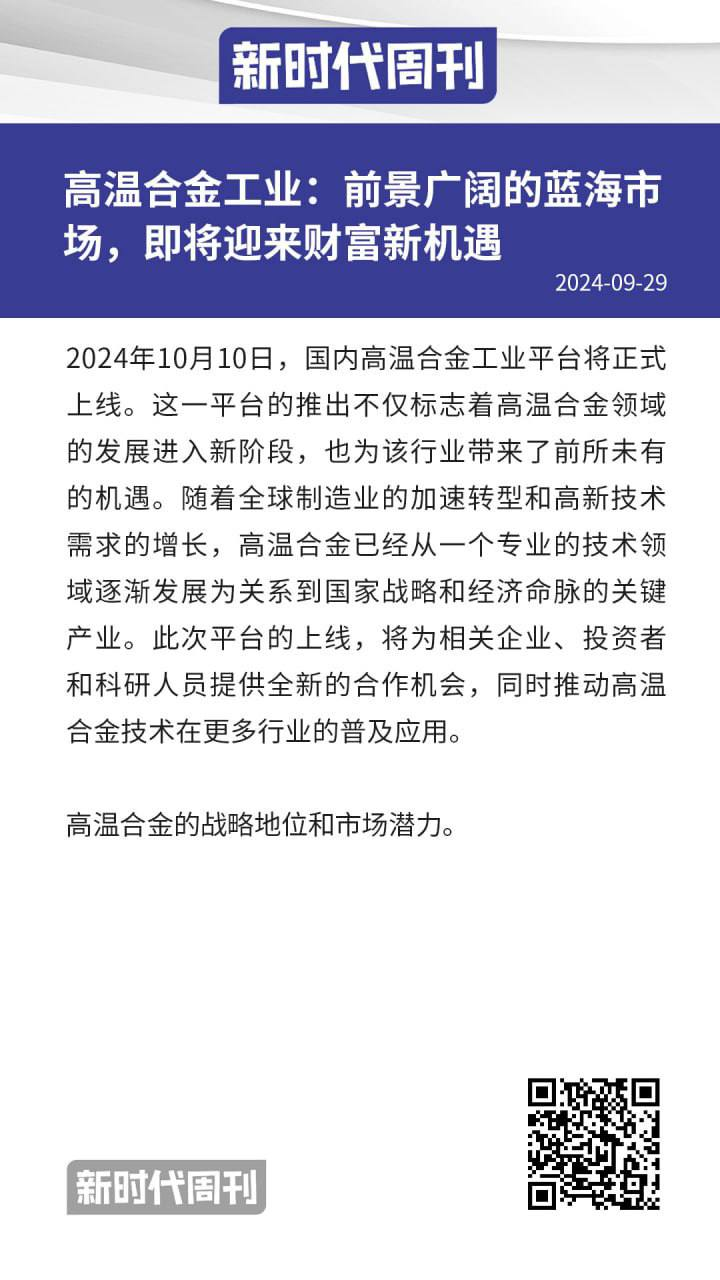 新时代周刊
高温合金工业：前景广阔的蓝海市
场，即将迎来财富新机遇
2024-09-29
2024年10月10日，国内高温合金工业平台将正式
上线。这一平台的推出不仅标志着高温合金领域
的发展进入新阶段，也为该行业带来了前所未有
的机遇。随着全球制造业的加速转型和高新技术
需求的增长，高温合金已经从一个专业的技术领
域逐渐发展为关系到国家战略和经济命脉的关键
产业。此次平台的上线，将为相关企业、投资者
和科研人员提供全新的合作机会，同时推动高温
合金技术在更多行业的普及应用。
高温合金的战略地位和市场潜力。
新时代周刊